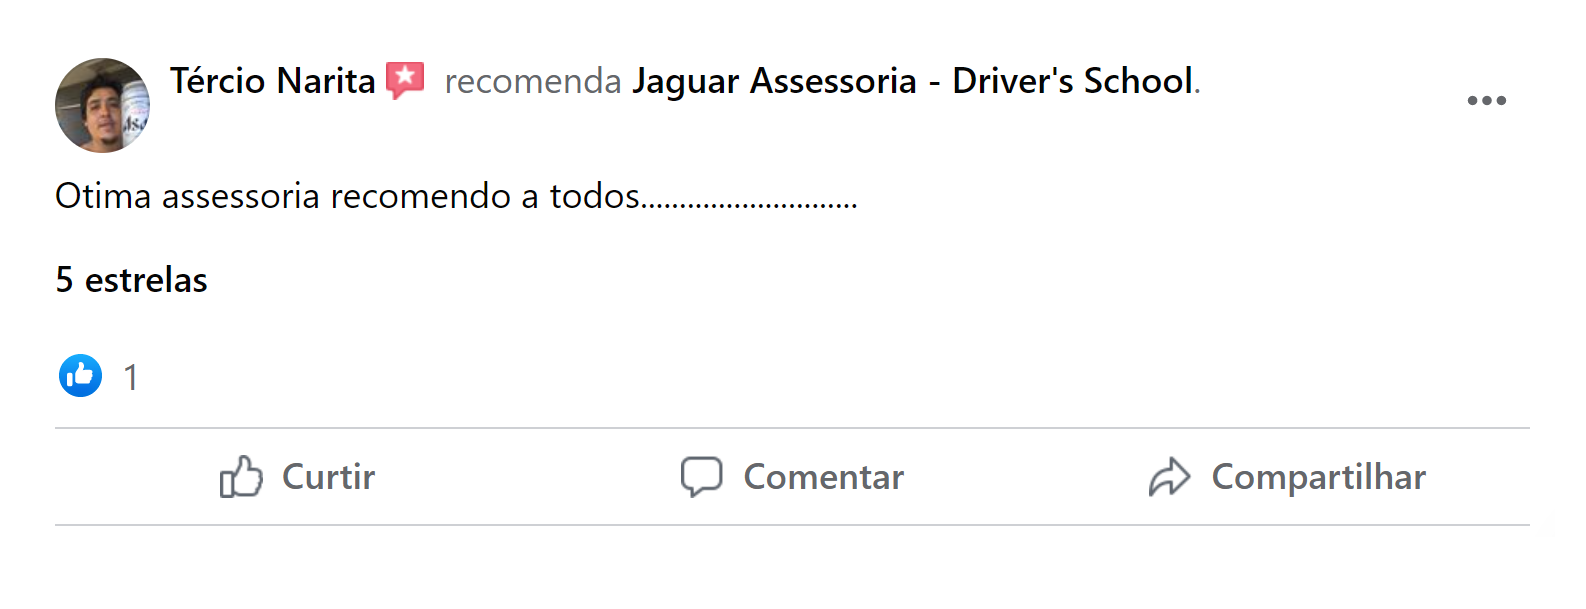 Tércio Narita recomenda Jaguar Assessoria - Driver's School.
Otima assessoria recomendo a todos...........................
5 estrelas
1
Curtir Comentar Compartilhar